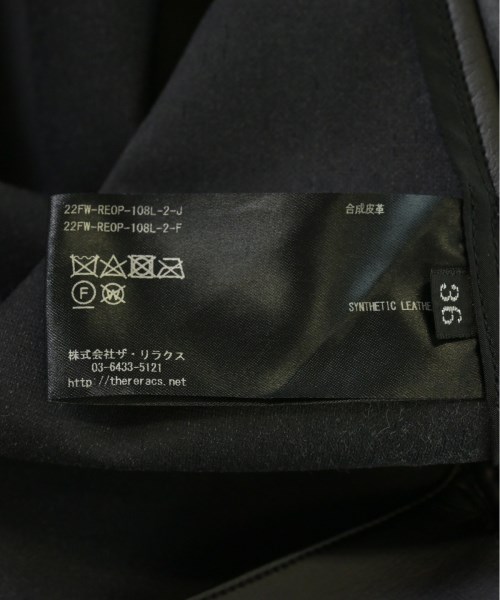 22FW-REOP-108L-2-J
22FW-REOP-108L-2-F
合成皮革
SYNTHETIC LEATHE
36
F
W
株式会社ザ・リラクス
03-6433-5121
http://thereracs.net